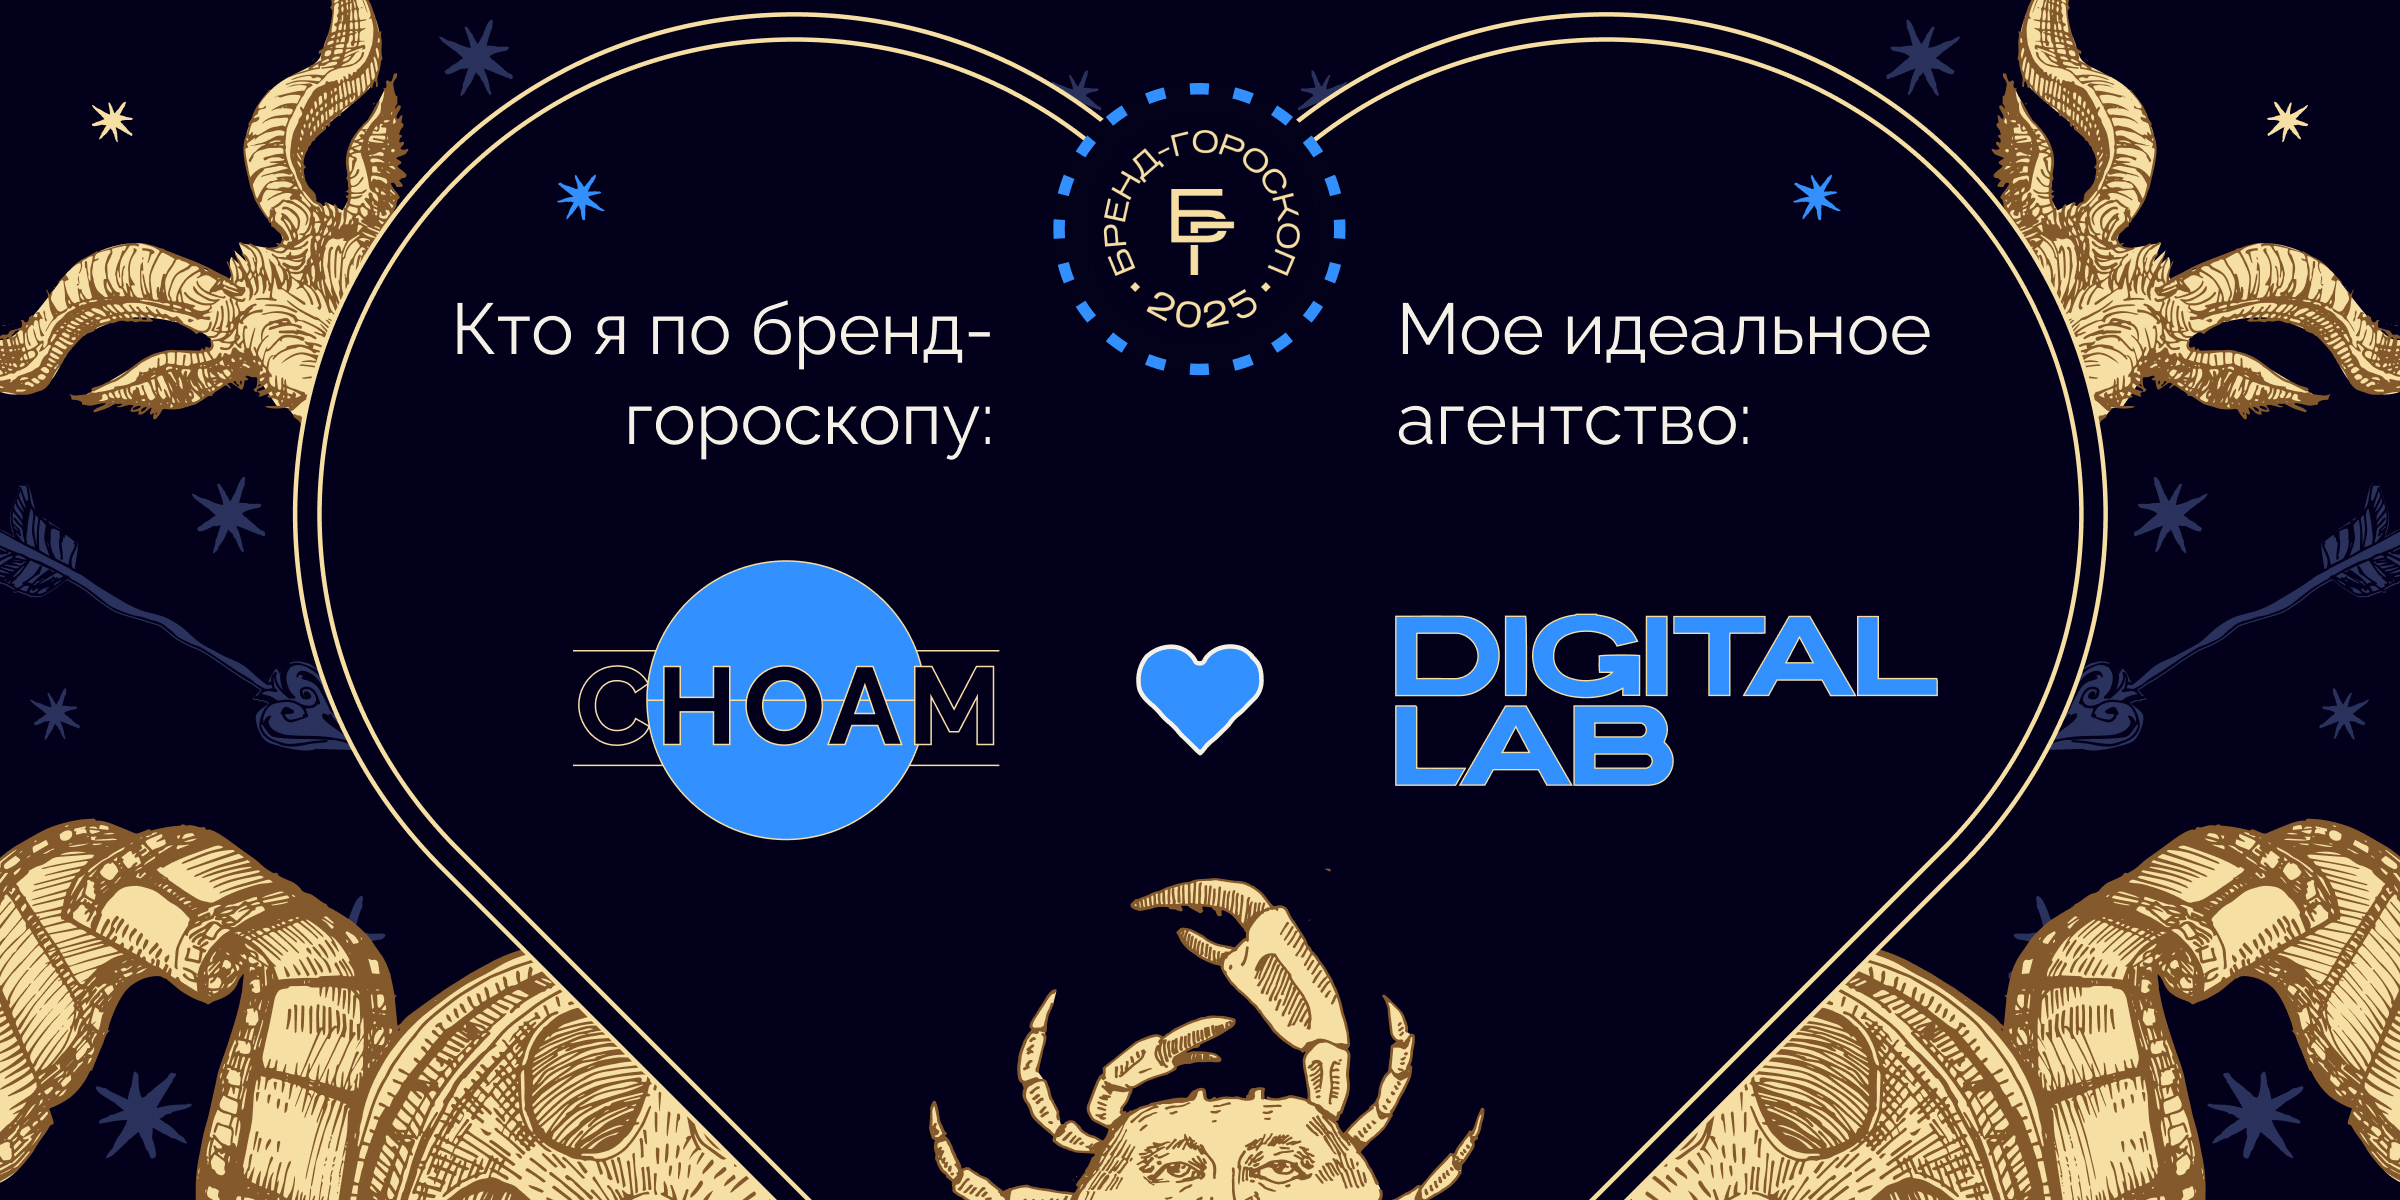 БРЕНД-ГОРОСКОП
БГ
• 2025 •
Кто я по бренд-
гороскопу:
Мое идеальное
агентство:
CHOAM
DIGITAL
LAB